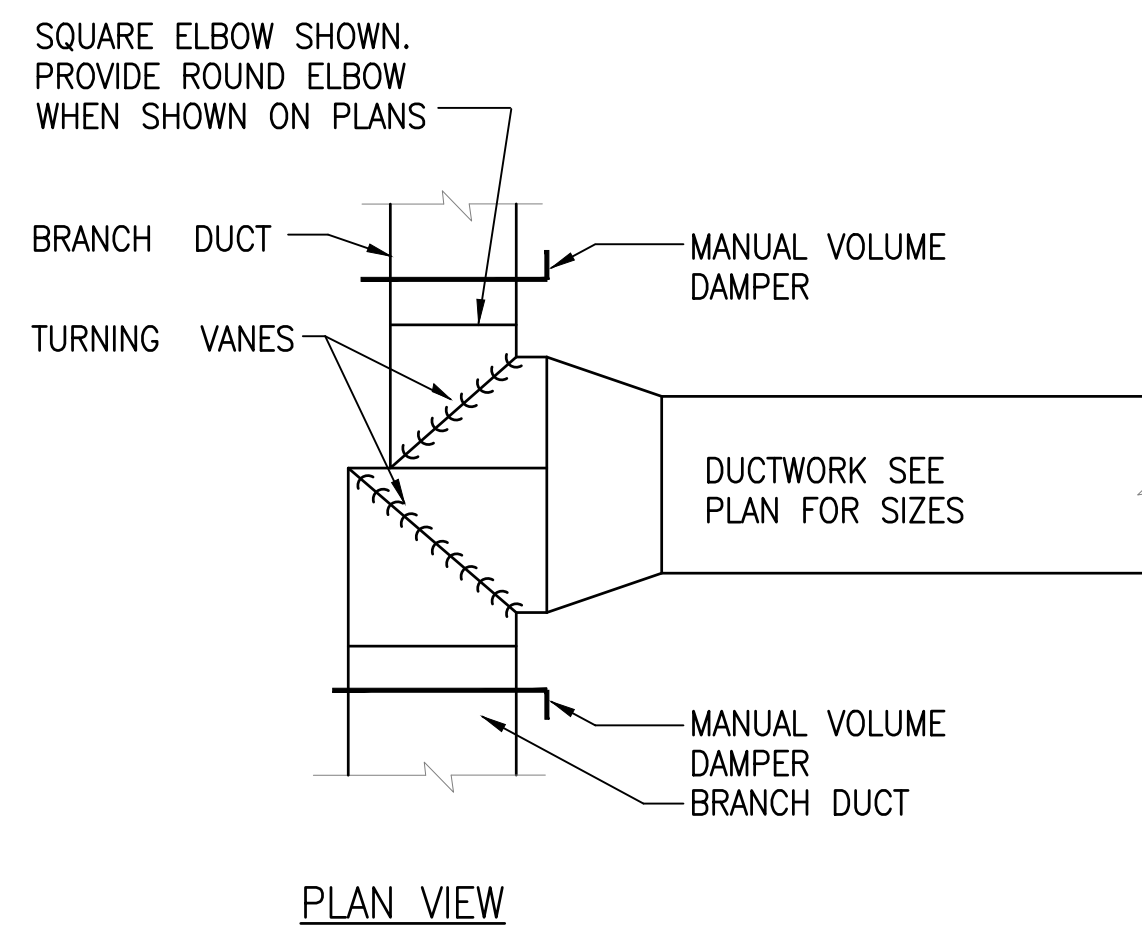 SQUARE ELBOW SHOWN.
PROVIDE ROUND ELBOW
WHEN SHOWN ON PLANS
BRANCH DUCT
MANUAL VOLUME
DAMPER
TURNING VANES
DUCTWORK SEE
PLAN FOR SIZES
MANUAL VOLUME
DAMPER
BRANCH DUCT
PLAN VIEW